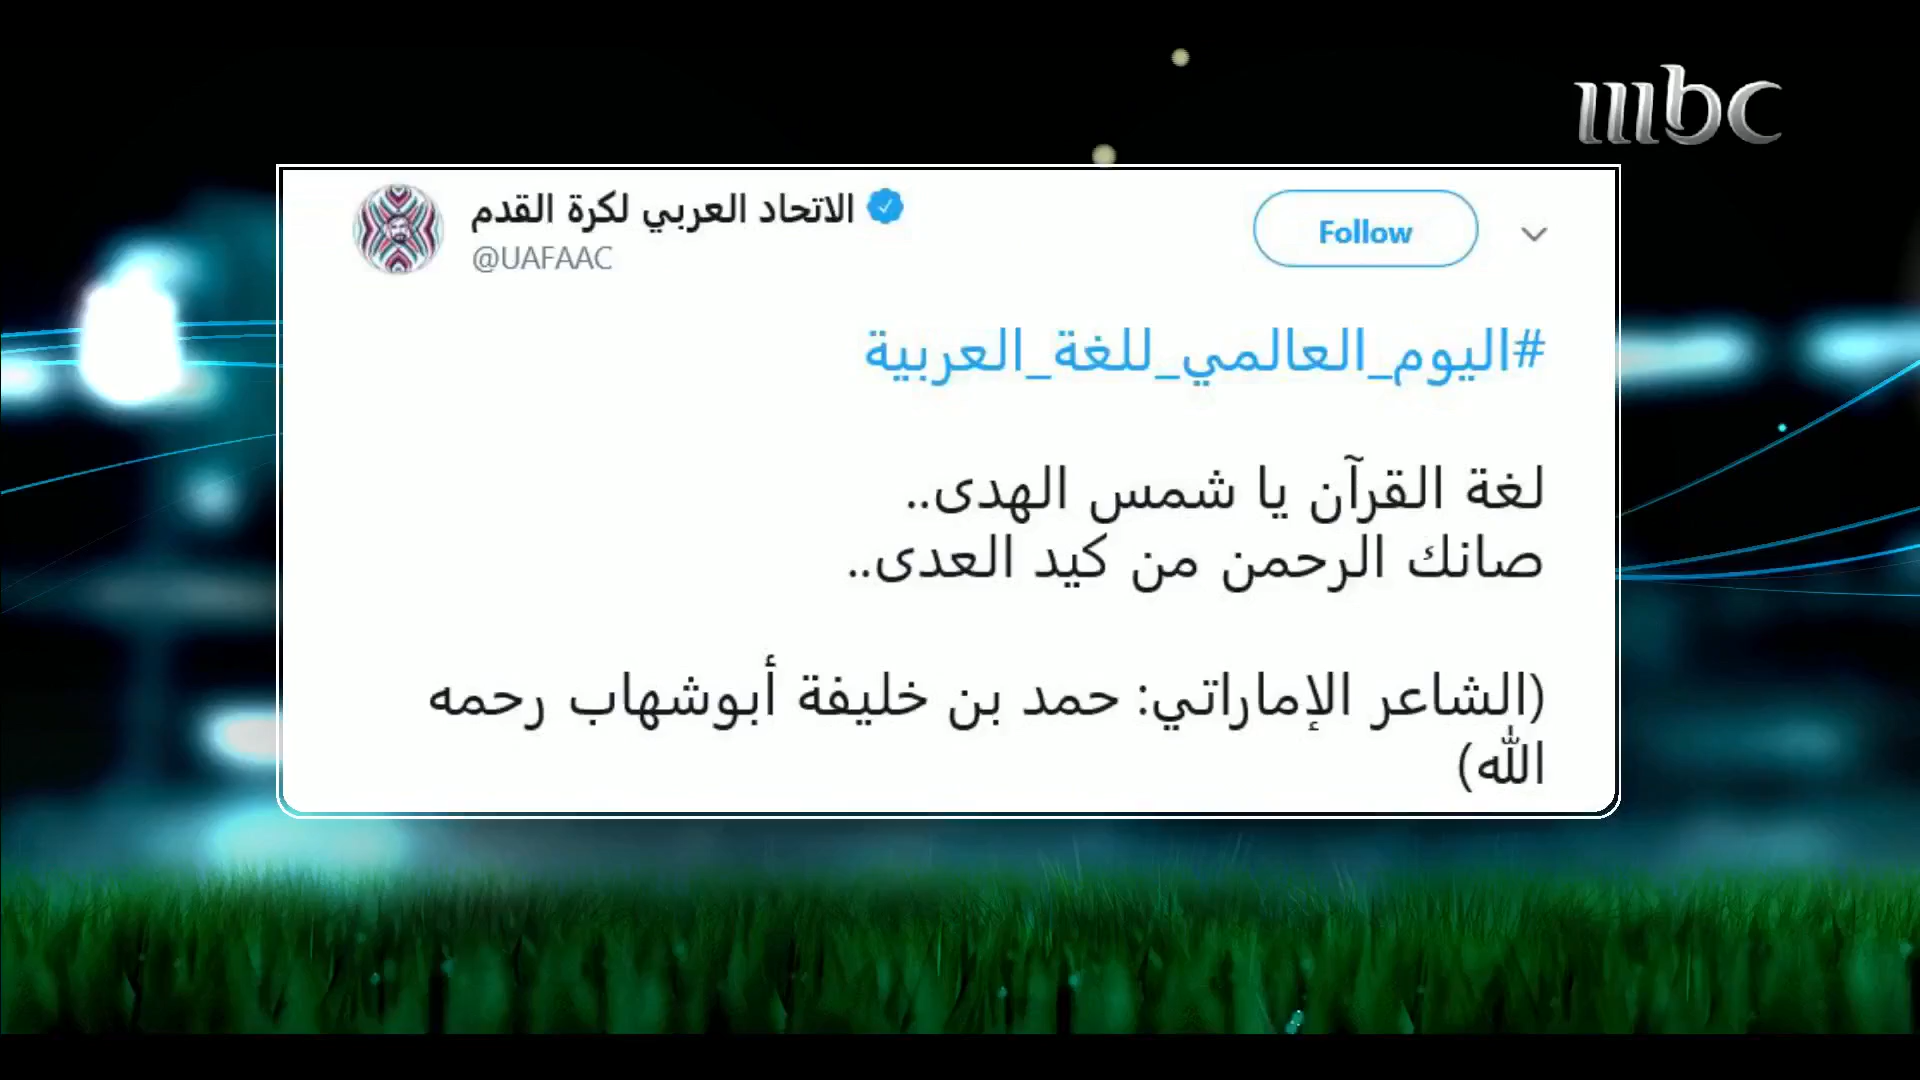 mbc
الاتحاد العربي لكرة القدم
@UAFAAC
Follow
#اليوم_العالمي_للغة_العربية
لغة القرآن يا شمس الهدى..
صانك الرحمن من كيد العدى..
(الشاعر الإماراتي: حمد بن خليفة أبوشهاب رحمه
الله)